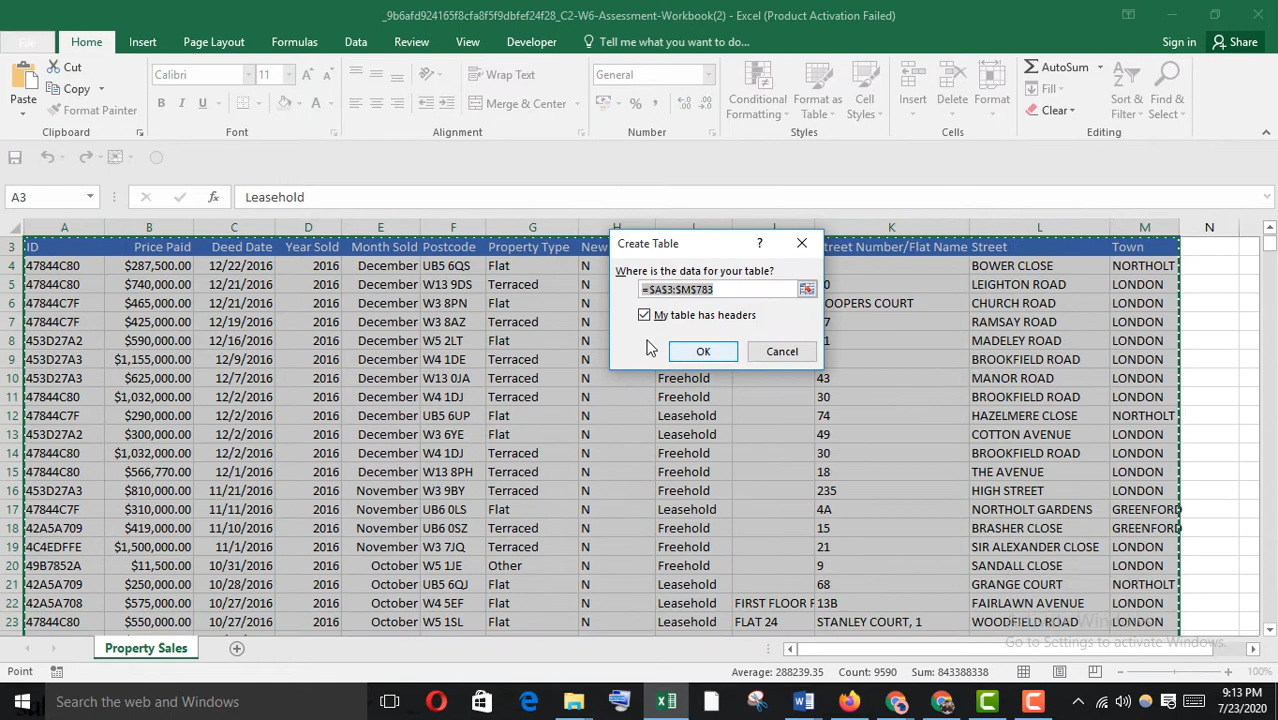 _9b6afd924165f8cfa8f5f9dbfef24f28_C2-W6-Assessment-Workbook(2) - Excel (Product Activation Failed)
File Home Insert Page Layout Formulas Data Review View Developer Tell me what you want to do... Sign in Share
Paste Cut Copy Format Painter Clipboard
Calibri 11 B I U A Font
Wrap Text Merge & Center Alignment
General % , Number
Conditional Formatting Format as Table Cell Styles Styles
Insert Delete Format Cells
AutoSum Fill Clear Sort & Filter Find & Select Editing
A3 fx Leasehold
A B C D E F G H I J K L M N
3 ID Price Paid Deed Date Year Sold Month Sold Postcode Property Type New Street Number/Flat Name Street Town
4 47844C80 $287,500.00 12/22/2016 2016 December UB5 6QS Flat N BOWER CLOSE NORTHOLT
5 47844C80 $740,000.00 12/21/2016 2016 December W13 9DS Terraced N LEIGHTON ROAD LONDON
6 47844C7F $465,000.00 12/20/2016 2016 December W3 8PN Flat N OOPERS COURT CHURCH ROAD LONDON
7 47844C7F $425,000.00 12/19/2016 2016 December W3 8AZ Terraced N 7 RAMSAY ROAD LONDON
8 453D27A2 $590,000.00 12/16/2016 2016 December W5 2LT Flat N 1 MADELEY ROAD LONDON
9 453D27A2 $1,155,000.00 12/9/2016 2016 December W4 1DE Terraced N BROOKFIELD ROAD LONDON
10 453D27A3 $625,000.00 12/7/2016 2016 December W13 0JA Terraced N Freehold 43 MANOR ROAD LONDON
11 47844C80 $1,032,000.00 12/2/2016 2016 December W4 1DJ Terraced N Freehold 30 BROOKFIELD ROAD LONDON
12 47844C7F $290,000.00 12/2/2016 2016 December UB5 6UP Flat N Leasehold 74 HAZELMERE CLOSE NORTHOLT
13 453D27A2 $300,000.00 12/2/2016 2016 December W3 6YE Flat N Leasehold 49 COTTON AVENUE LONDON
14 47844C80 $1,032,000.00 12/2/2016 2016 December W4 1DJ Terraced N Freehold 30 BROOKFIELD ROAD LONDON
15 47844C80 $566,770.00 12/1/2016 2016 December W13 8PH Terraced N Freehold 18 THE AVENUE LONDON
16 453D27A3 $810,000.00 11/21/2016 2016 November W3 9BY Terraced N Freehold 235 HIGH STREET LONDON
17 47844C7F $310,000.00 11/11/2016 2016 November UB6 0LS Flat N Leasehold 4A NORTHOLT GARDENS GREENFORD
18 42A5A709 $419,000.00 11/10/2016 2016 November UB6 0SZ Terraced N Freehold 15 BRASHER CLOSE GREENFORD
19 4C4EDFFE $1,500,000.00 11/1/2016 2016 November W3 7JQ Terraced N Freehold 21 SIR ALEXANDER CLOSE LONDON
20 49B7852A $11,500.00 10/31/2016 2016 October W5 1JE Other N Freehold 9 SANDALL CLOSE LONDON
21 42A5A709 $250,000.00 10/28/2016 2016 October UB5 6QJ Flat N Leasehold 68 GRANGE COURT NORTHOLT
22 42A5A708 $575,000.00 10/27/2016 2016 October W4 5EF Flat N Leasehold FIRST FLOOR F 13B FAIRLAWN AVENUE LONDON
23 47844C80 $550,000.00 10/27/2016 2016 October W5 1SL Terraced N Leasehold FLAT 24 STANLEY COURT, 1 WOODFIELD ROAD LONDON
Create Table ?
Where is the data for your table?
=$A$3:$M$783
My table has headers
OK Cancel
Go to Settings to activate Windows.
Property Sales
Point Average: 288239.35 Count: 9590 Sum: 843388338 100%
Search the web and Windows
9:13 PM
7/23/2020